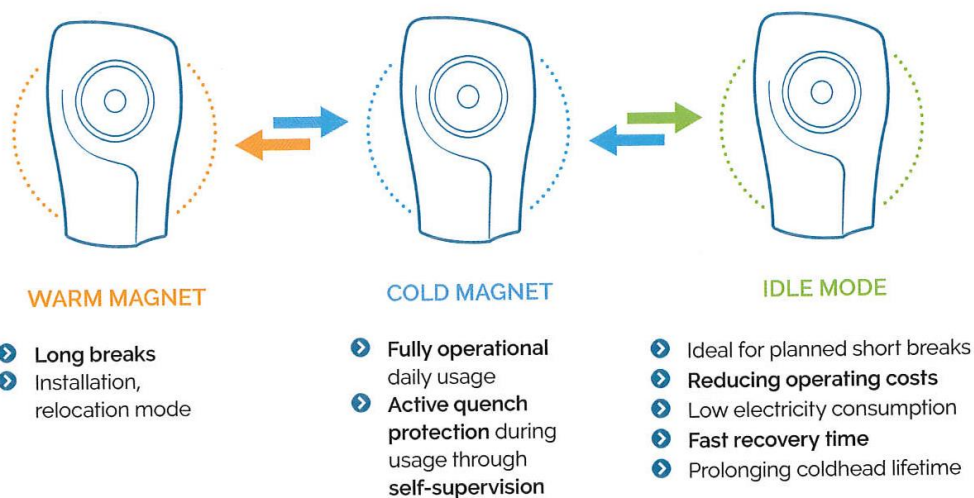 WARM MAGNET
Long breaks
Installation,
relocation mode
COLD MAGNET
Fully operational
daily usage
Active quench
protection during
usage through
self-supervision
IDLE MODE
Ideal for planned short breaks
Reducing operating costs
Low electricity consumption
Fast recovery time
Prolonging coldhead lifetime